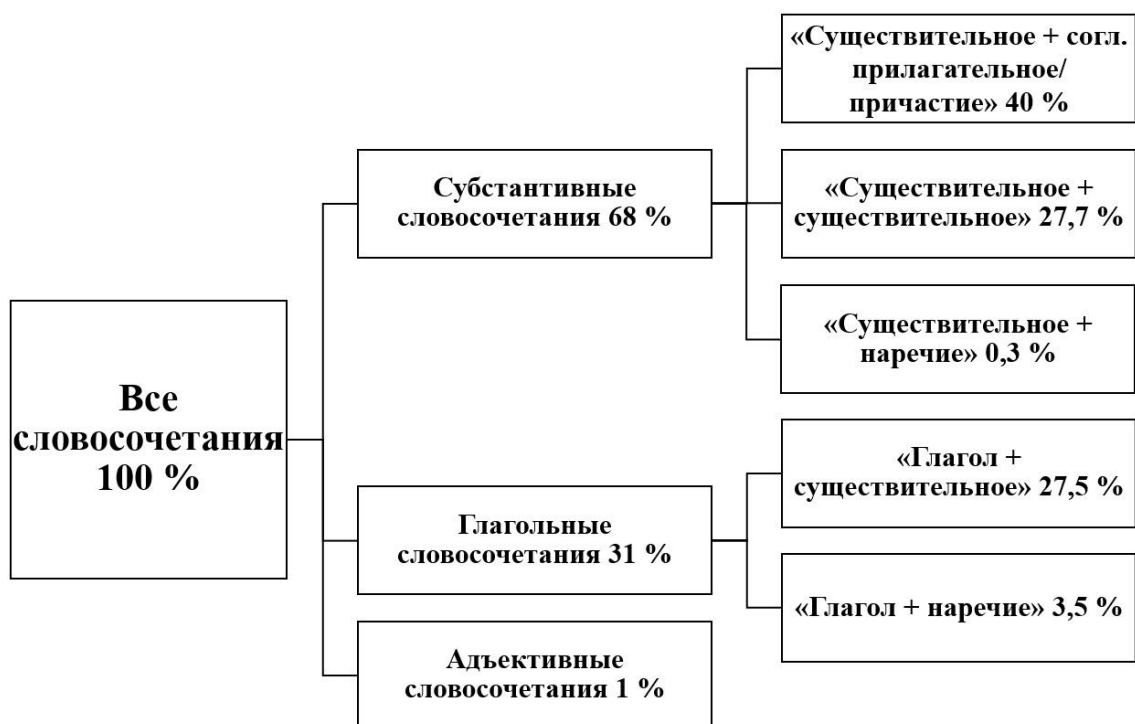 Все
словосочетания
100 %
Субстантивные
словосочетания 68 %
«Существительное + согл.
прилагательное/
причастие» 40 %
«Существительное +
существительное» 27,7 %
«Существительное +
наречие» 0,3 %
Глагольные
словосочетания 31 %
«Глагол +
существительное» 27,5 %
«Глагол + наречие» 3,5 %
Адъективные
словосочетания 1 %